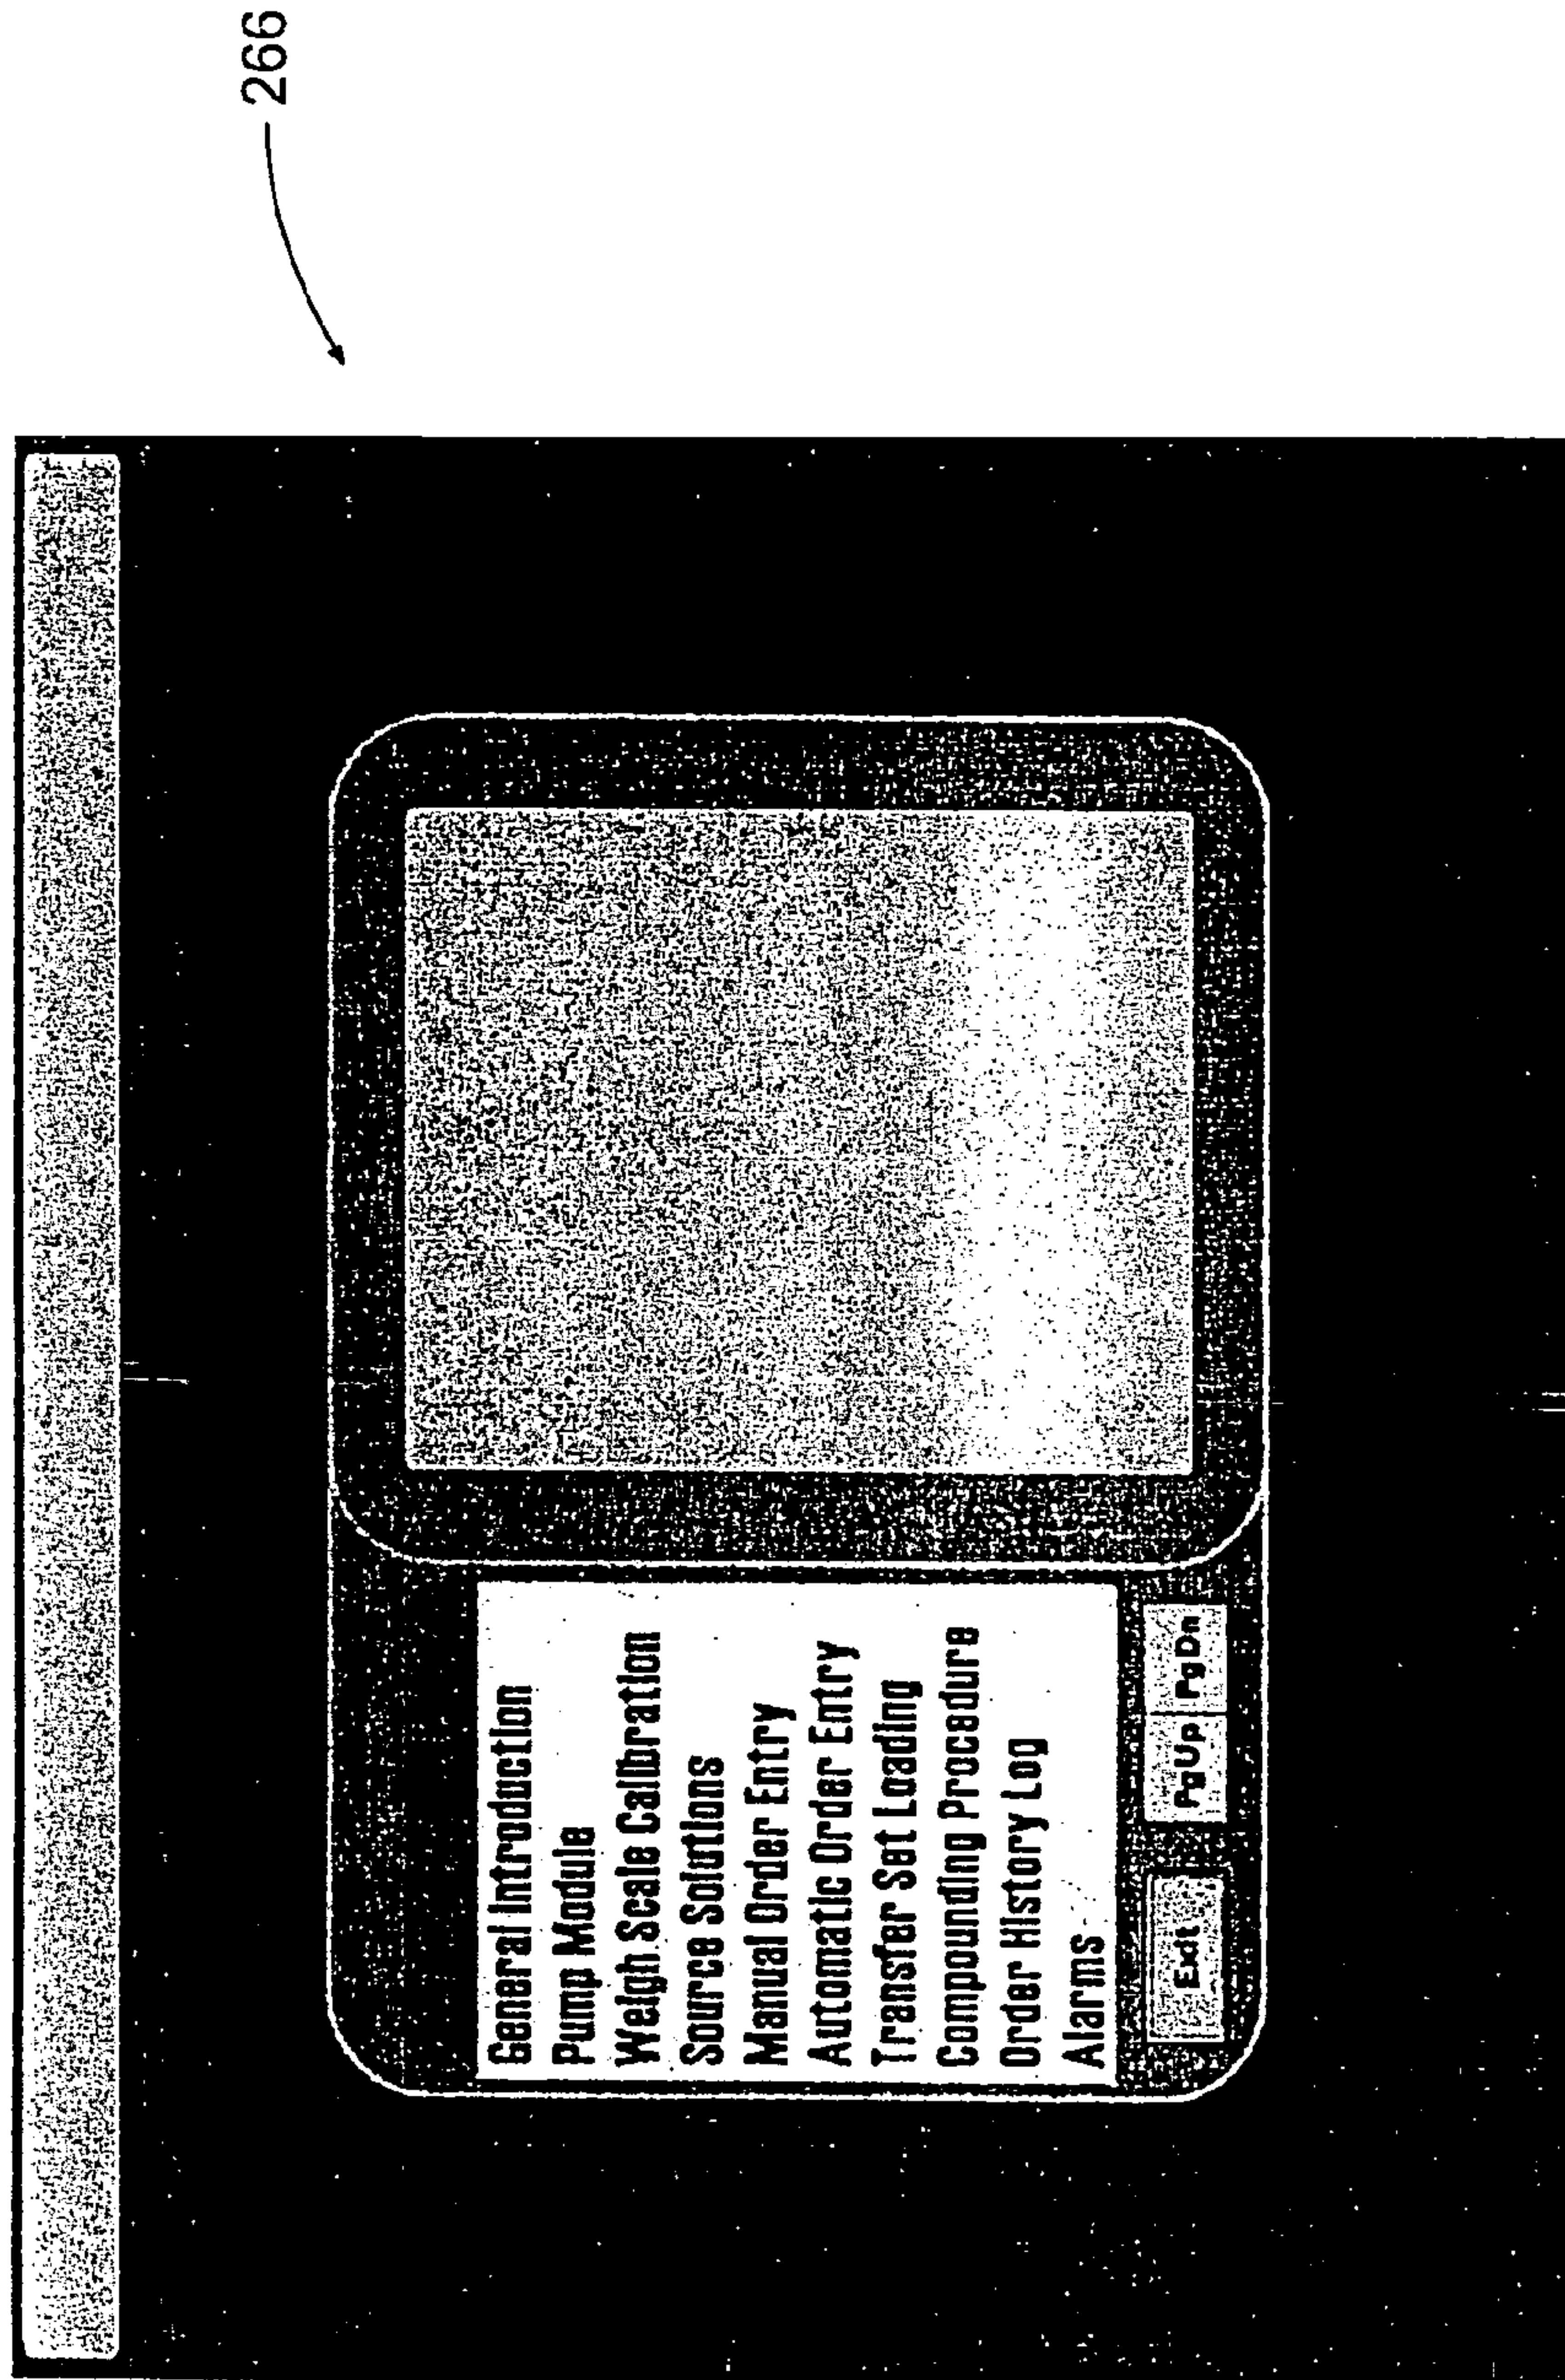 266
General Introduction
Pump Module
Weigh Scale Calibration
Source Solutions
Manual Order Entry
Automatic Order Entry
Transfer Set Loading
Compounding Procedure
Order History Log
Alarms
Exit
PgUp
PgDn